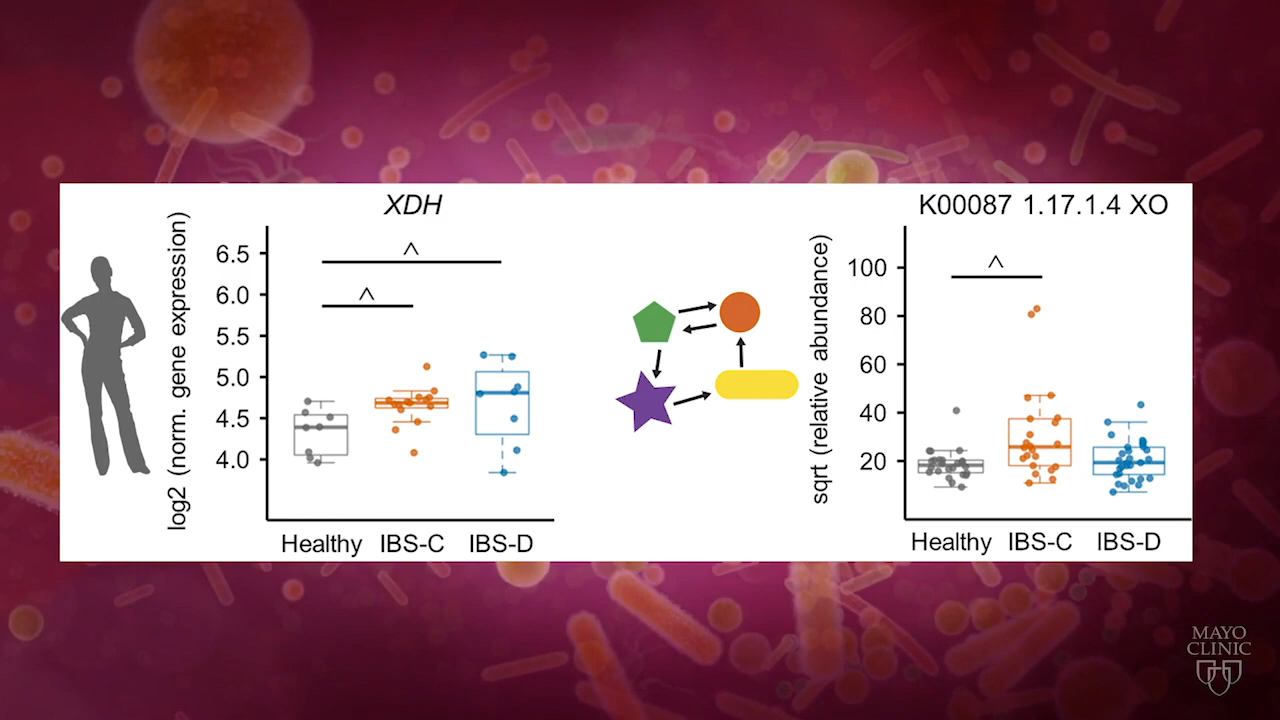 XDH
log2 (norm. gene expression)
6.5
6.0
5.5
5.0
4.5
4.0
^
^
Healthy IBS-C IBS-D
K00087 1.17.1.4 XO
sqrt (relative abundance)
100
80
60
40
20
^
Healthy IBS-C IBS-D
MAYO
CLINIC